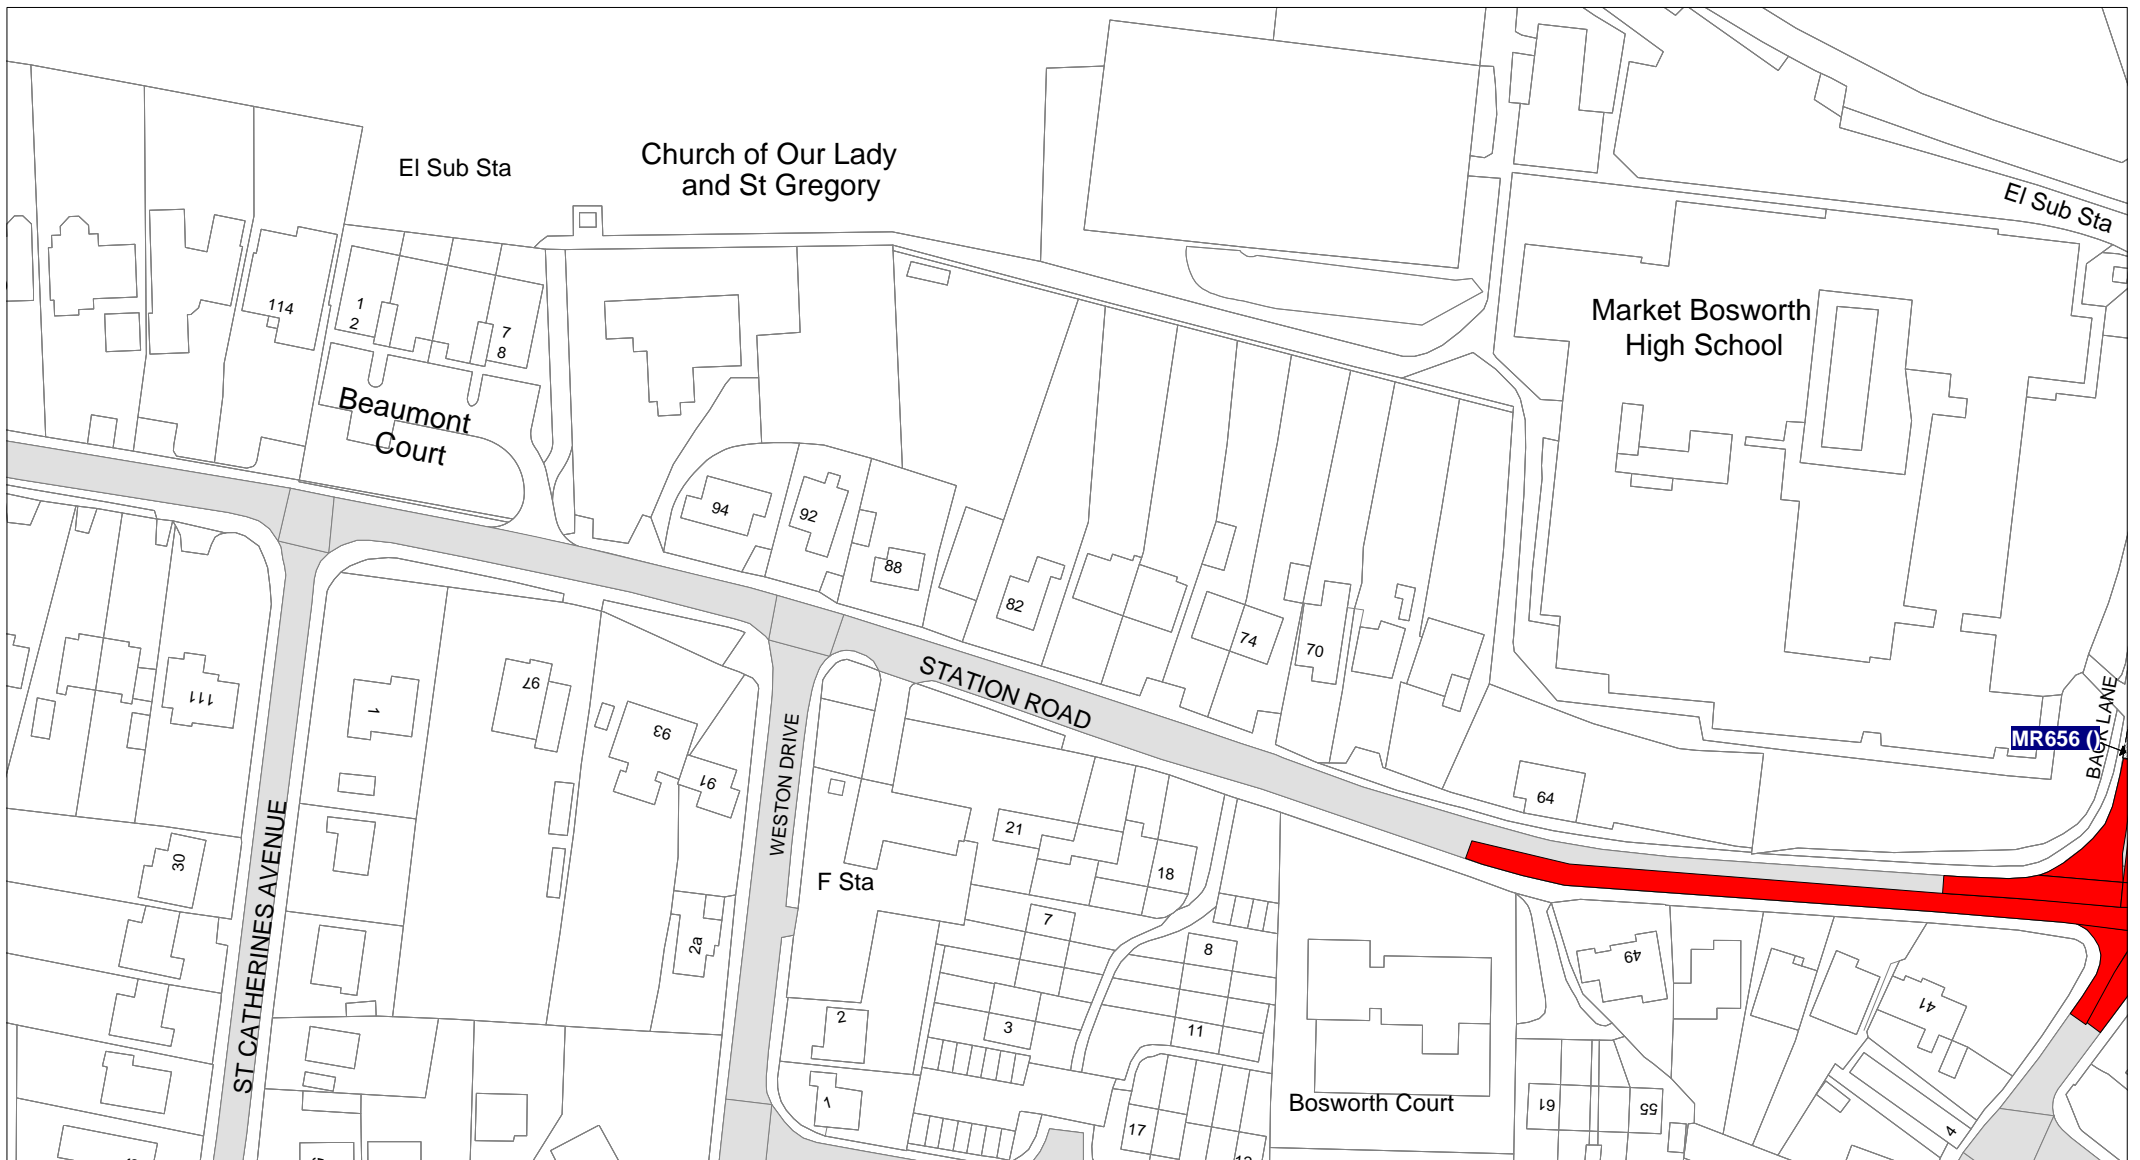 El Sub Sta
Church of Our Lady
and St Gregory
El Sub Sta
114
1
2
7
8
Market Bosworth
High School
Beaumont
Court
94
92
88
82
74
70
64
STATION ROAD
111
1
97
93
91
WESTON DRIVE
BACK LANE
MR656 ()
ST CATHERINES AVENUE
30
21
18
F Sta
7
8
2a
49
41
2
3
11
1
17
Bosworth Court
61
55
4